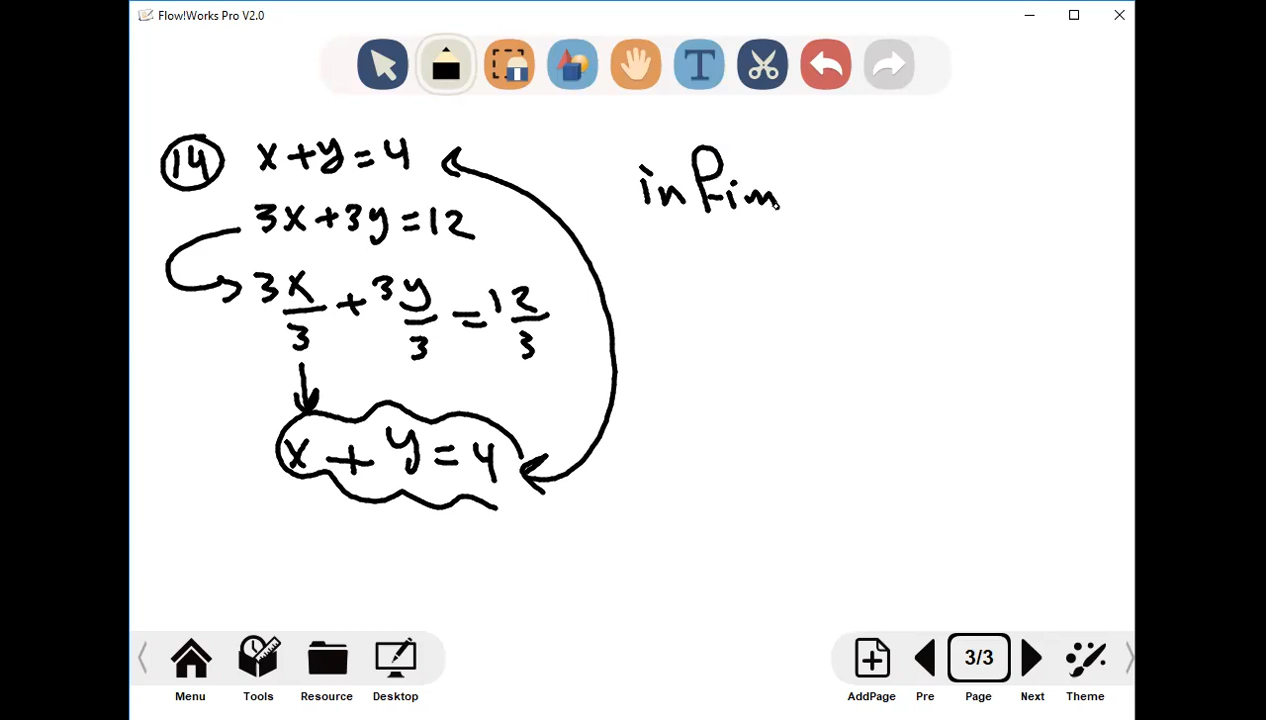 Flow!Works Pro V2.0
T
14 x + y = 4
3x + 3y = 12
3x/3 + 3y/3 = 12/3
x + y = 4
Menu Tools Resource Desktop
3/3
AddPage Pre Page Next Theme